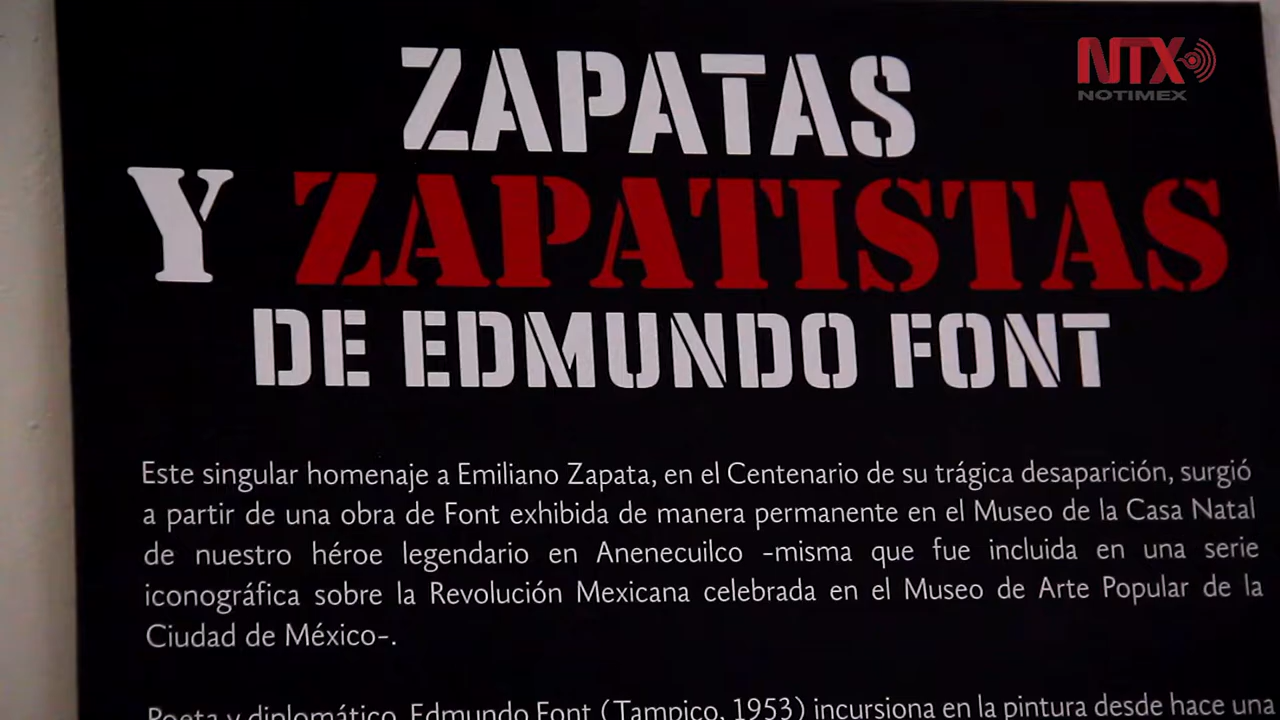 NTX
NOTIMEX
ZAPATAS
Y ZAPATISTAS
DE EDMUNDO FONT
Este singular homenaje a Emiliano Zapata, en el Centenario de su trágica desaparición, surgió
a partir de una obra de Font exhibida de manera permanente en el Museo de la Casa Natal
de nuestro héroe legendario en Anenecuilco -misma que fue incluida en una serie
iconográfica sobre la Revolución Mexicana celebrada en el Museo de Arte Popular de la
Ciudad de México-.
Poeta y diplomático, Edmundo Font (Tampico, 1953) incursiona en la pintura desde hace una